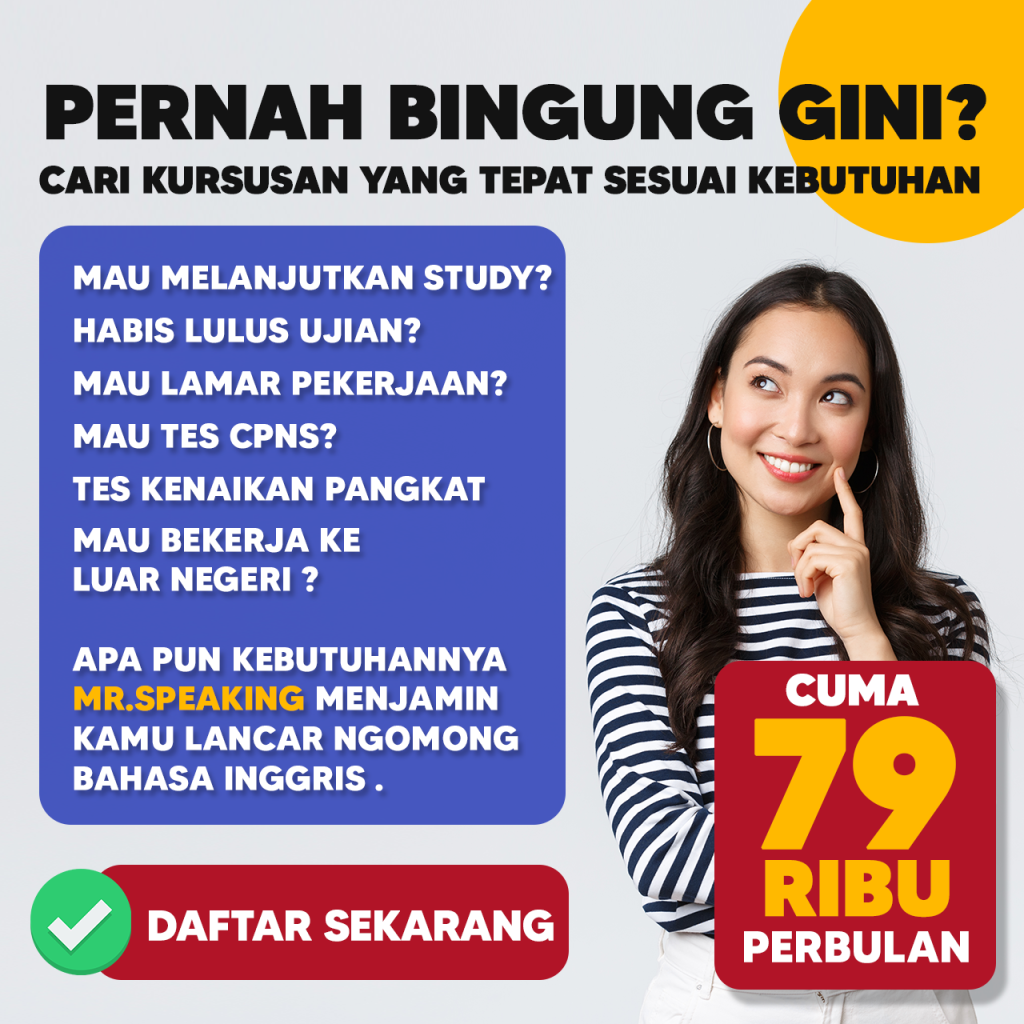 PERNAH BINGUNG GINI?
CARI KURSUSAN YANG TEPAT SESUAI KEBUTUHAN
MAU MELANJUTKAN STUDY?
HABIS LULUS UJIAN?
MAU LAMAR PEKERJAAN?
MAU TES CPNS?
TES KENAIKAN PANGKAT
MAU BEKERJA KE
LUAR NEGERI ?
APA PUN KEBUTUHANNYA
MR.SPEAKING MENJAMIN
KAMU LANCAR NGOMONG
BAHASA INGGRIS .
DAFTAR SEKARANG
CUMA
79
RIBU
PERBULAN